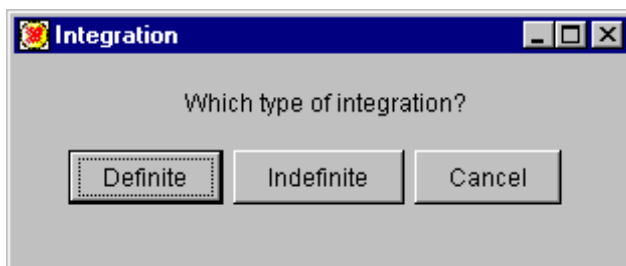 Integration
Which type of integration?
Definite Indefinite Cancel